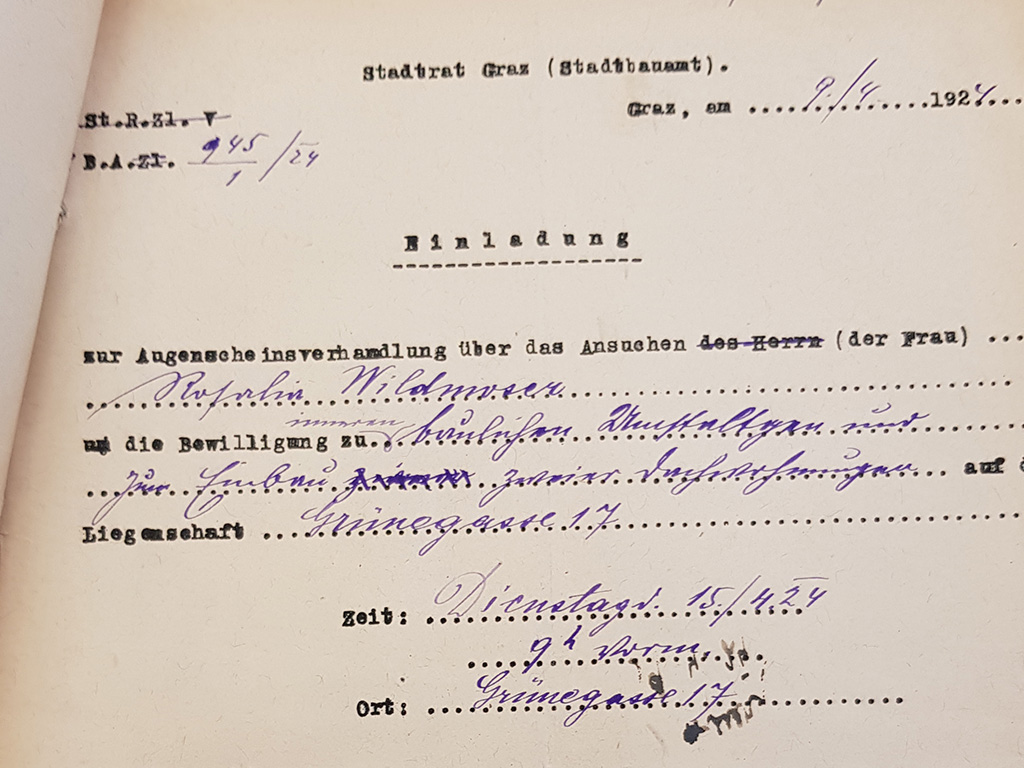 Stadtrat Graz (Stadtbauamt).
Graz, am ....9./4.......1924...
St.R.Zl. V
B.A.Zl. 945/1 /24
Einladung
zur Augenscheinsverhandlung über das Ansuchen des Herrn (der Frau) ...
Rosalia Wildmoser
inneren
um die Bewilligung zu baulichen Umstaltgen und
zum Einbau zweier Dachwohnungen... auf d
Liegenschaft ...Grünegasse 17
Zeit: Dienstag d. 15./4.24
9h vorm.
Ort: Grünegasse 17